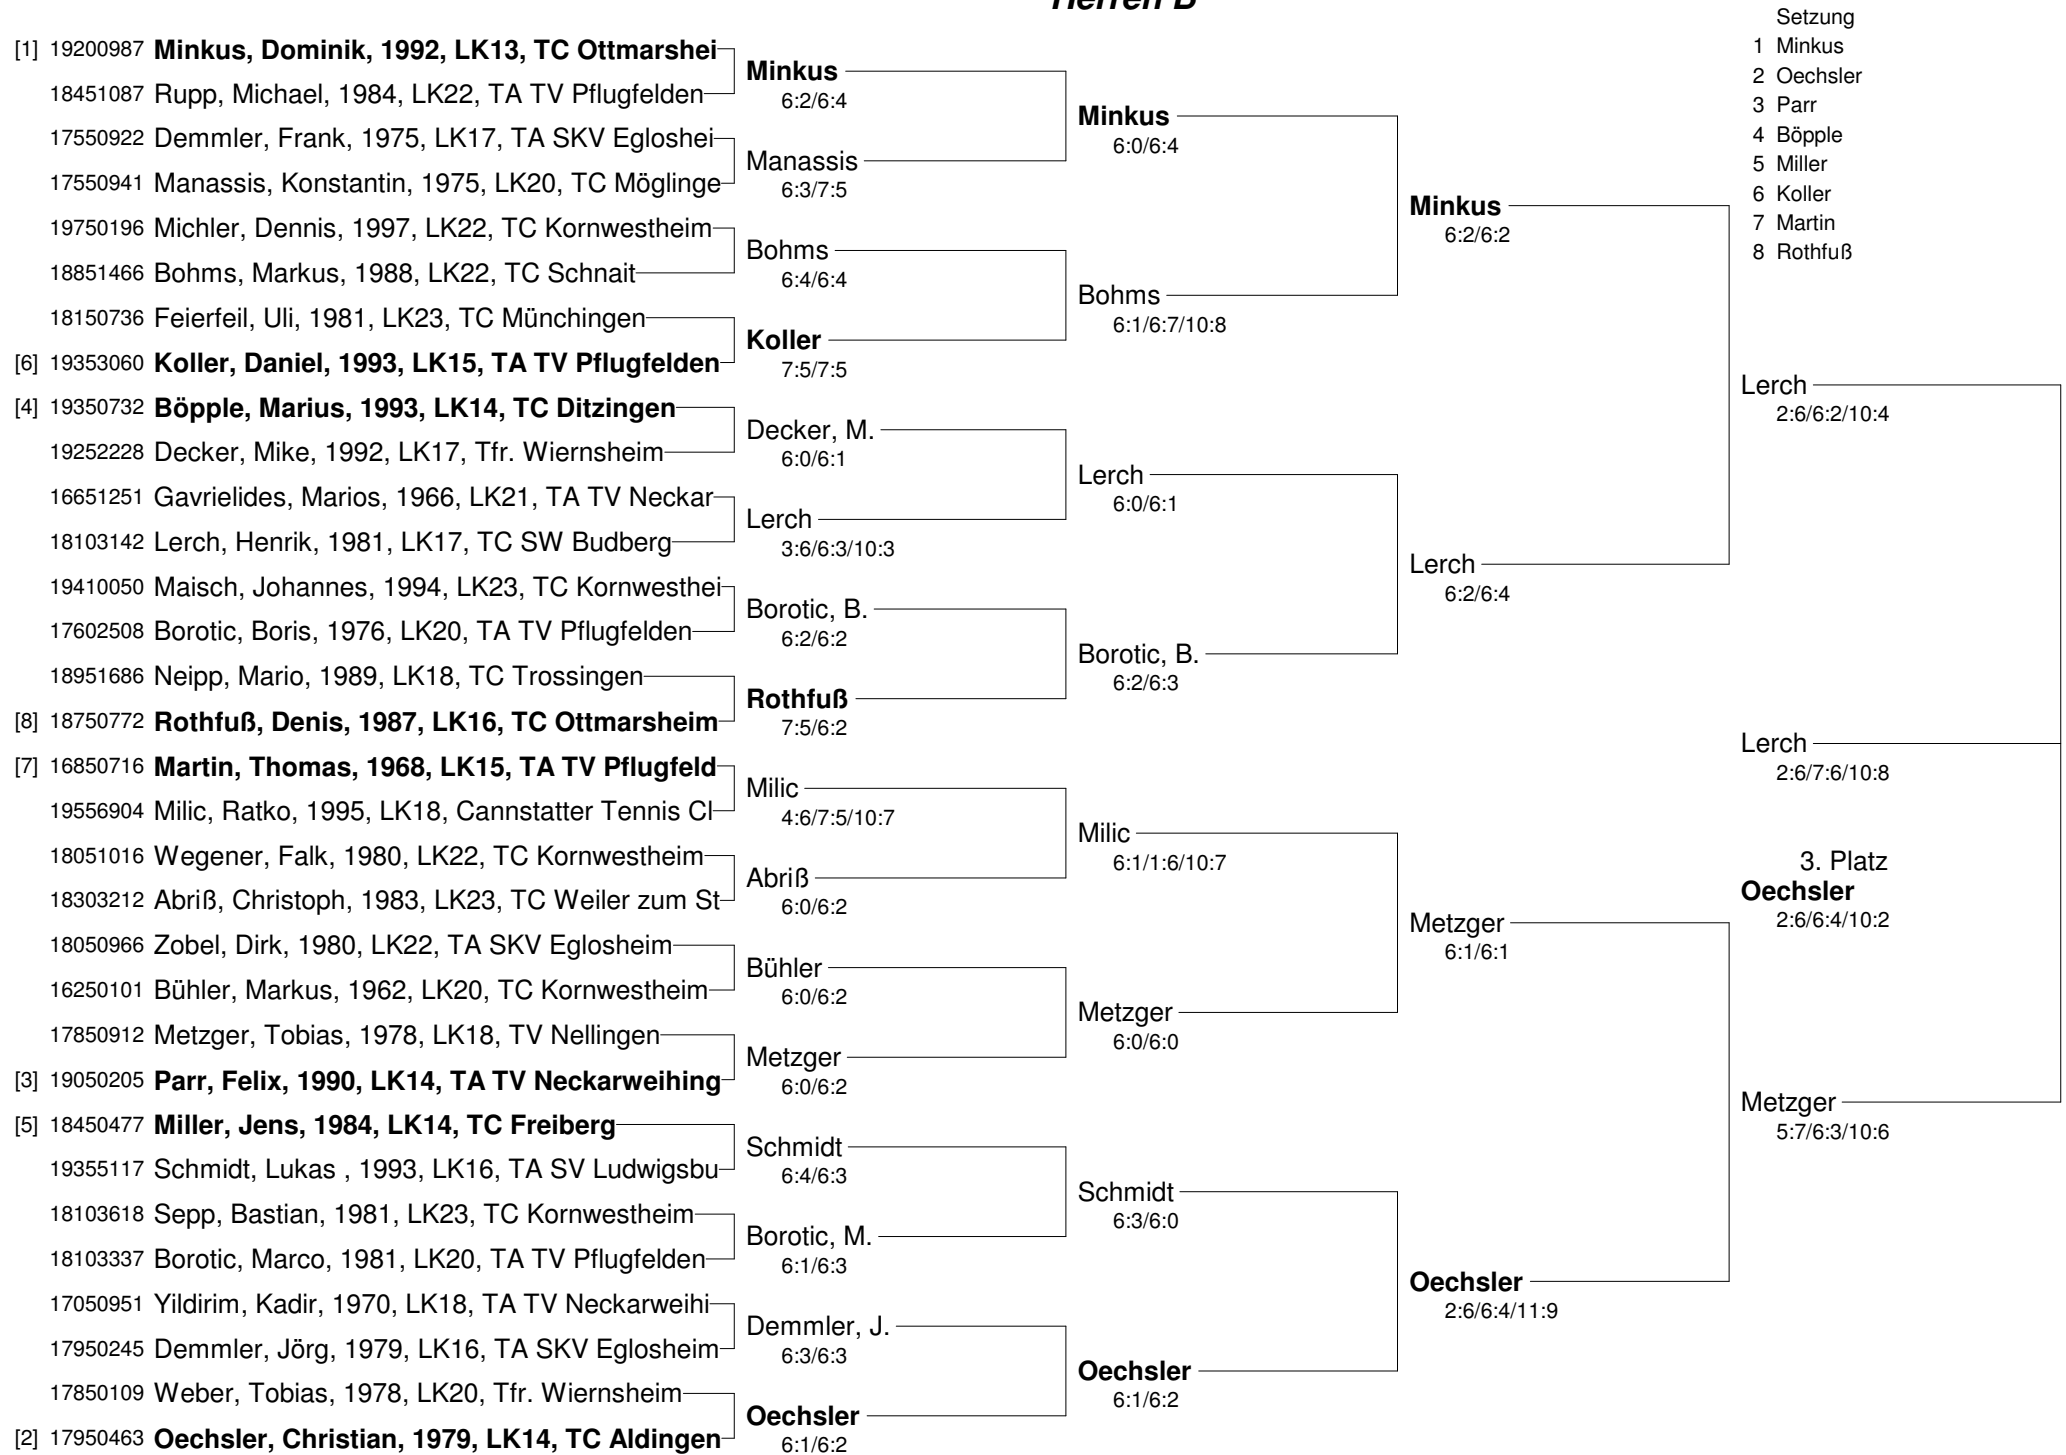 Herren B
[1] 19200987 Minkus, Dominik, 1992, LK13, TC Ottmarshei
18451087 Rupp, Michael, 1984, LK22, TA TV Pflugfelden
17550922 Demmler, Frank, 1975, LK17, TA SKV Egloshei
17550941 Manassis, Konstantin, 1975, LK20, TC Möglinge
19750196 Michler, Dennis, 1997, LK22, TC Kornwestheim
18851466 Bohms, Markus, 1988, LK22, TC Schnait
18150736 Feierfeil, Uli, 1981, LK23, TC Münchingen
[6] 19353060 Koller, Daniel, 1993, LK15, TA TV Pflugfelden
[4] 19350732 Böpple, Marius, 1993, LK14, TC Ditzingen
19252228 Decker, Mike, 1992, LK17, Tfr. Wiernsheim
16651251 Gavrielides, Marios, 1966, LK21, TA TV Neckar
18103142 Lerch, Henrik, 1981, LK17, TC SW Budberg
19410050 Maisch, Johannes, 1994, LK23, TC Kornwesthei
17602508 Borotic, Boris, 1976, LK20, TA TV Pflugfelden
18951686 Neipp, Mario, 1989, LK18, TC Trossingen
[8] 18750772 Rothfuß, Denis, 1987, LK16, TC Ottmarsheim
[7] 16850716 Martin, Thomas, 1968, LK15, TA TV Pflugfeld
19556904 Milic, Ratko, 1995, LK18, Cannstatter Tennis Cl
18051016 Wegener, Falk, 1980, LK22, TC Kornwestheim
18303212 Abriß, Christoph, 1983, LK23, TC Weiler zum St
18050966 Zobel, Dirk, 1980, LK22, TA SKV Eglosheim
16250101 Bühler, Markus, 1962, LK20, TC Kornwestheim
17850912 Metzger, Tobias, 1978, LK18, TV Nellingen
[3] 19050205 Parr, Felix, 1990, LK14, TA TV Neckarweihing
[5] 18450477 Miller, Jens, 1984, LK14, TC Freiberg
19355117 Schmidt, Lukas , 1993, LK16, TA SV Ludwigsbu
18103618 Sepp, Bastian, 1981, LK23, TC Kornwestheim
18103337 Borotic, Marco, 1981, LK20, TA TV Pflugfelden
17050951 Yildirim, Kadir, 1970, LK18, TA TV Neckarweihi
17950245 Demmler, Jörg, 1979, LK16, TA SKV Eglosheim
17850109 Weber, Tobias, 1978, LK20, Tfr. Wiernsheim
[2] 17950463 Oechsler, Christian, 1979, LK14, TC Aldingen
Minkus
6:2/6:4
Manassis
6:3/7:5
Bohms
6:4/6:4
Koller
7:5/7:5
Decker, M.
6:0/6:1
Lerch
3:6/6:3/10:3
Borotic, B.
6:2/6:2
Rothfuß
7:5/6:2
Milic
4:6/7:5/10:7
Abriß
6:0/6:2
Bühler
6:0/6:2
Metzger
6:0/6:2
Schmidt
6:4/6:3
Borotic, M.
6:1/6:3
Demmler, J.
6:3/6:3
Oechsler
6:1/6:2
Minkus
6:0/6:4
Bohms
6:1/6:7/10:8
Lerch
6:0/6:1
Borotic, B.
6:2/6:3
Milic
6:1/1:6/10:7
Metzger
6:0/6:0
Schmidt
6:3/6:0
Oechsler
6:1/6:2
Minkus
6:2/6:2
Lerch
6:2/6:4
Metzger
6:1/6:1
Oechsler
2:6/6:4/11:9
Setzung
1 Minkus
2 Oechsler
3 Parr
4 Böpple
5 Miller
6 Koller
7 Martin
8 Rothfuß
Lerch
2:6/6:2/10:4
Lerch
2:6/7:6/10:8
3. Platz
Oechsler
2:6/6:4/10:2
Metzger
5:7/6:3/10:6